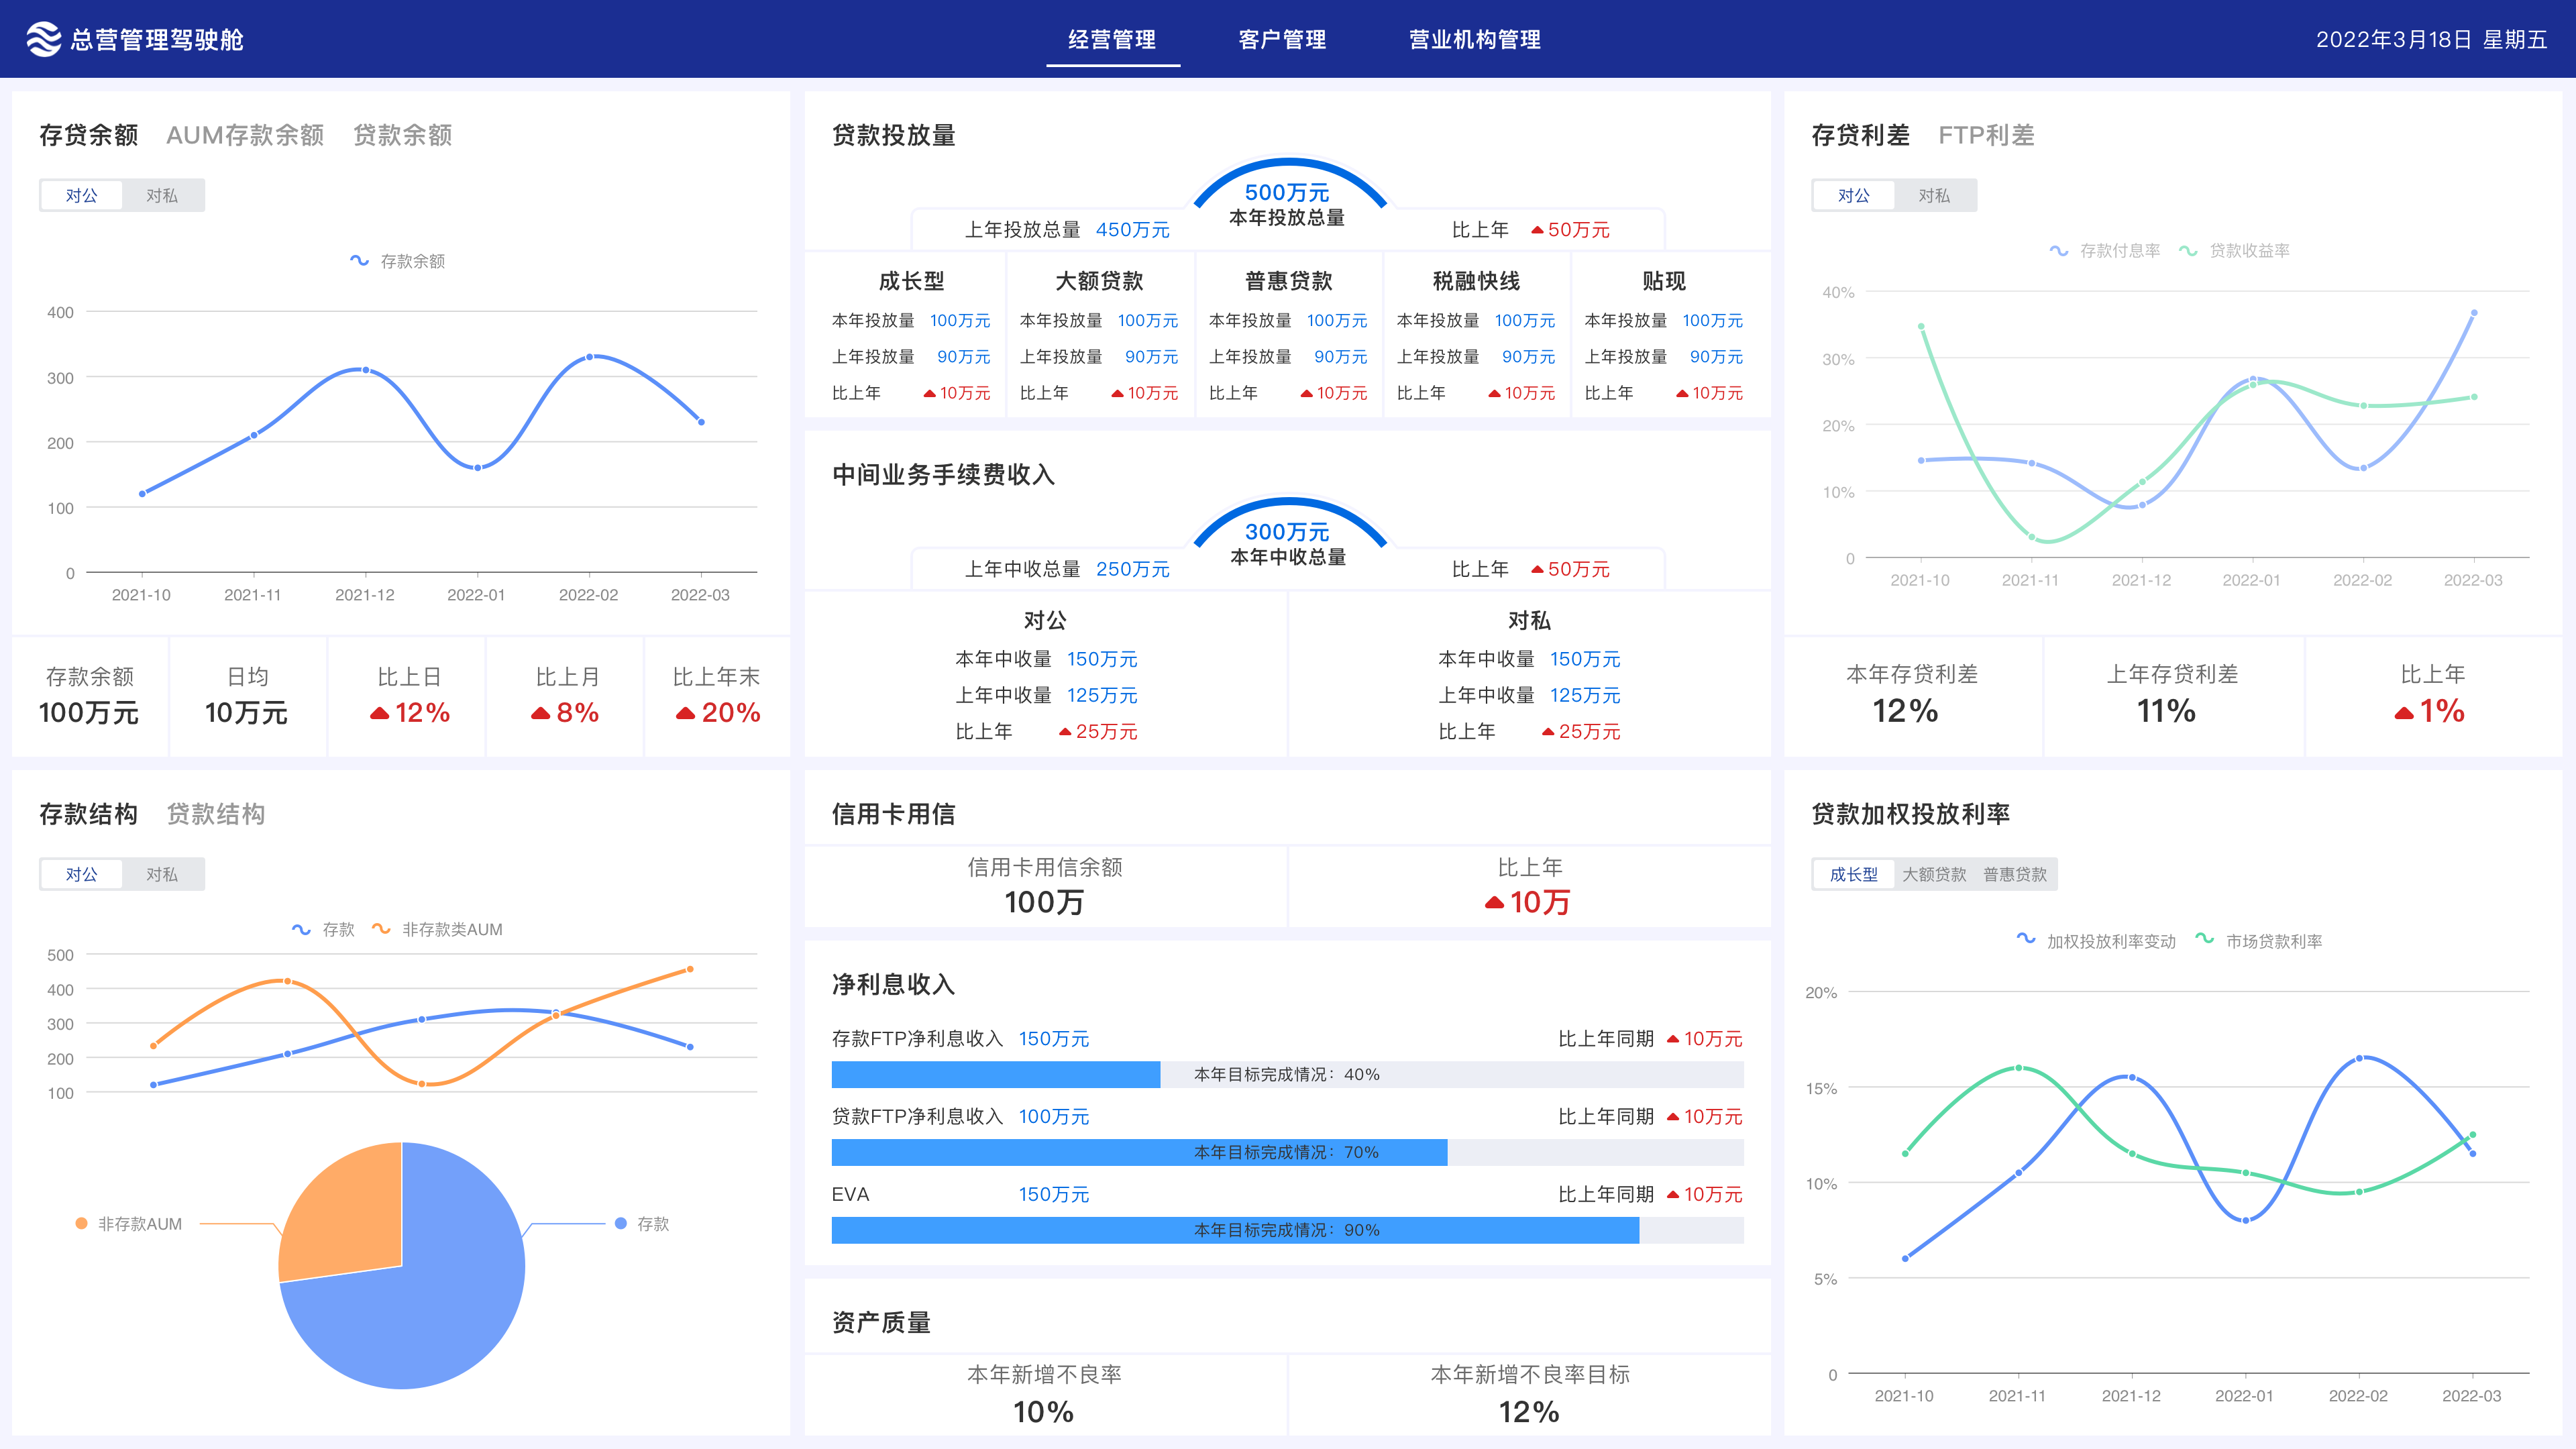 总营管理驾驶舱
经营管理 客户管理 营业机构管理
2022年3月18日 星期五
存贷余额 AUM存款余额 贷款余额
对公 对私
存款余额
400
300
200
100
0
2021-10 2021-11 2021-12 2022-01 2022-02 2022-03
存款余额 日均 比上日 比上月 比上年末
100万元 10万元 12% 8% 20%
存款结构 贷款结构
对公 对私
存款 非存款类AUM
500
400
300
200
100
非存款AUM 存款
贷款投放量
500万元
本年投放总量
上年投放总量 450万元 比上年 50万元
成长型 大额贷款 普惠贷款 税融快线 贴现
本年投放量 100万元 本年投放量 100万元 本年投放量 100万元 本年投放量 100万元 本年投放量 100万元
上年投放量 90万元 上年投放量 90万元 上年投放量 90万元 上年投放量 90万元 上年投放量 90万元
比上年 10万元 比上年 10万元 比上年 10万元 比上年 10万元 比上年 10万元
中间业务手续费收入
300万元
本年中收总量
上年中收总量 250万元 比上年 50万元
对公 对私
本年中收量 150万元 本年中收量 150万元
上年中收量 125万元 上年中收量 125万元
比上年 25万元 比上年 25万元
信用卡用信
信用卡用信余额 比上年
100万 10万
净利息收入
存款FTP净利息收入 150万元 比上年同期 10万元
本年目标完成情况：40%
贷款FTP净利息收入 100万元 比上年同期 10万元
本年目标完成情况：70%
EVA 150万元 比上年同期 10万元
本年目标完成情况：90%
资产质量
本年新增不良率 本年新增不良率目标
10% 12%
存贷利差 FTP利差
对公 对私
存款付息率 贷款收益率
40%
30%
20%
10%
0
2021-10 2021-11 2021-12 2022-01 2022-02 2022-03
本年存贷利差 上年存贷利差 比上年
12% 11% 1%
贷款加权投放利率
成长型 大额贷款 普惠贷款
加权投放利率变动 市场贷款利率
20%
15%
10%
5%
0
2021-10 2021-11 2021-12 2022-01 2022-02 2022-03